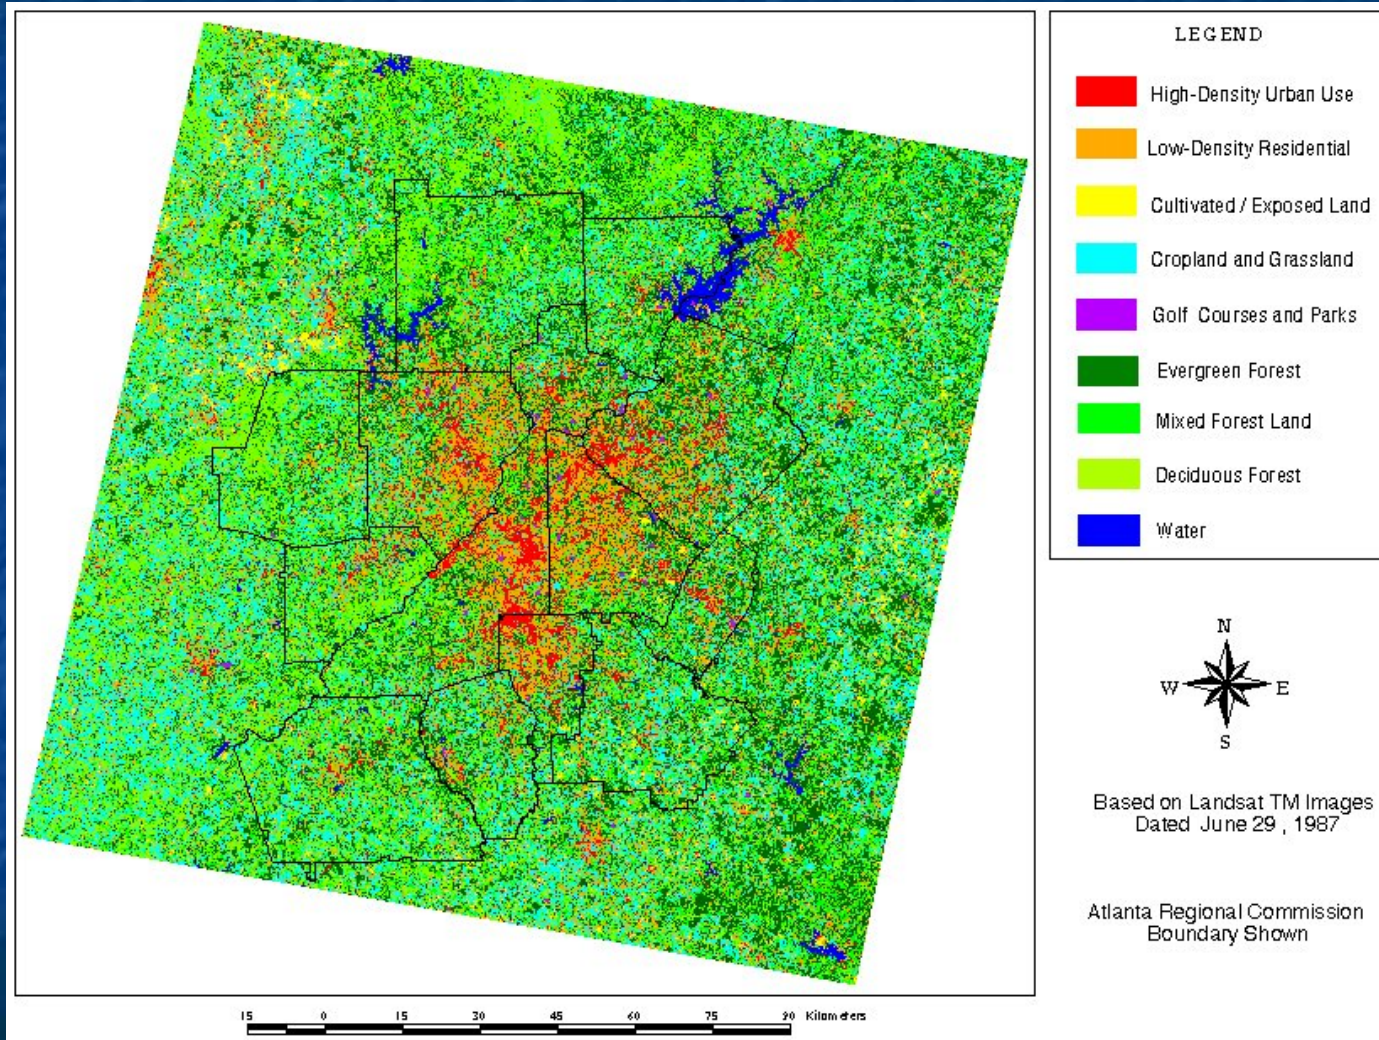 LEGEND
High-Density Urban Use
Low-Density Residential
Cultivated / Exposed Land
Cropland and Grassland
Golf Courses and Parks
Evergreen Forest
Mixed Forest Land
Deciduous Forest
Water
N
W E
S
Based on Landsat TM Images
Dated June 29 , 1987
Atlanta Regional Commission
Boundary Shown
15 0 15 30 45 60 75 90 Kilometers